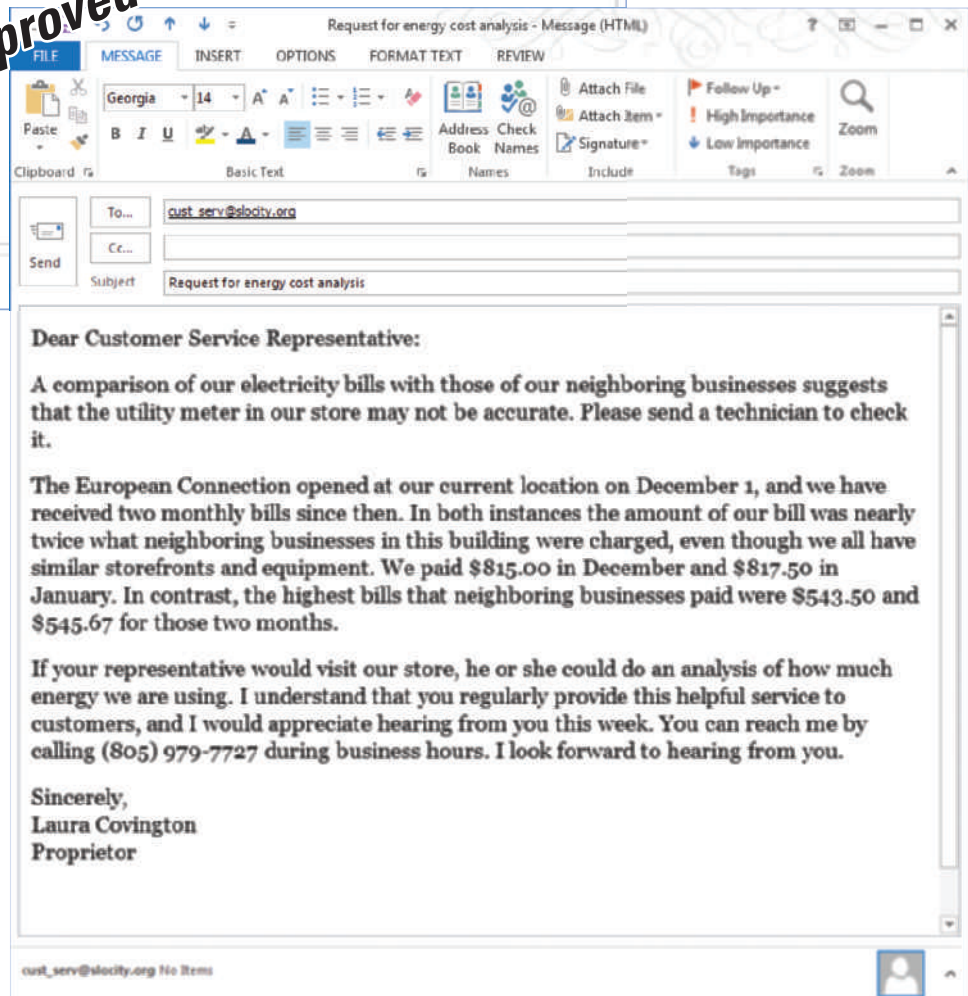 proved
Request for energy cost analysis - Message (HTML)
FILE MESSAGE INSERT OPTIONS FORMAT TEXT REVIEW
Georgia 14 A A Attach File Follow Up
Attach Item High Importance
Paste B I U A Address Check Signature Low Importance Zoom
Book Names
Clipboard Basic Text Names Include Tags Zoom
To... cust_serv@slocity.org
Cc...
Send
Subject Request for energy cost analysis
Dear Customer Service Representative:
A comparison of our electricity bills with those of our neighboring businesses suggests
that the utility meter in our store may not be accurate. Please send a technician to check
it.
The European Connection opened at our current location on December 1, and we have
received two monthly bills since then. In both instances the amount of our bill was nearly
twice what neighboring businesses in this building were charged, even though we all have
similar storefronts and equipment. We paid $815.00 in December and $817.50 in
January. In contrast, the highest bills that neighboring businesses paid were $543.50 and
$545.67 for those two months.
If your representative would visit our store, he or she could do an analysis of how much
energy we are using. I understand that you regularly provide this helpful service to
customers, and I would appreciate hearing from you this week. You can reach me by
calling (805) 979-7727 during business hours. I look forward to hearing from you.
Sincerely,
Laura Covington
Proprietor
cust_serv@slocity.org No Items